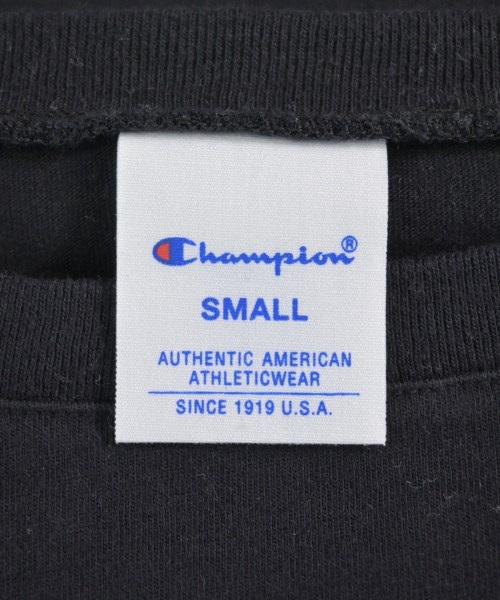 Champion®
SMALL
AUTHENTIC AMERICAN
ATHLETICWEAR
SINCE 1919 U.S.A.